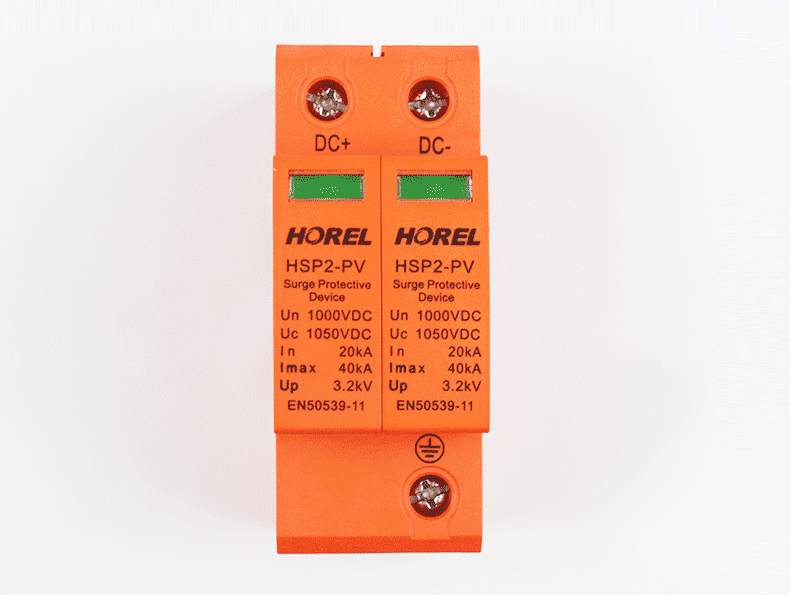 DC+ DC-
HOREL HOREL
HSP2-PV HSP2-PV
Surge Protective Surge Protective
Device Device
Un 1000VDC Un 1000VDC
Uc 1050VDC Uc 1050VDC
In 20kA In 20kA
Imax 40kA Imax 40kA
Up 3.2kV Up 3.2kV
EN50539-11 EN50539-11